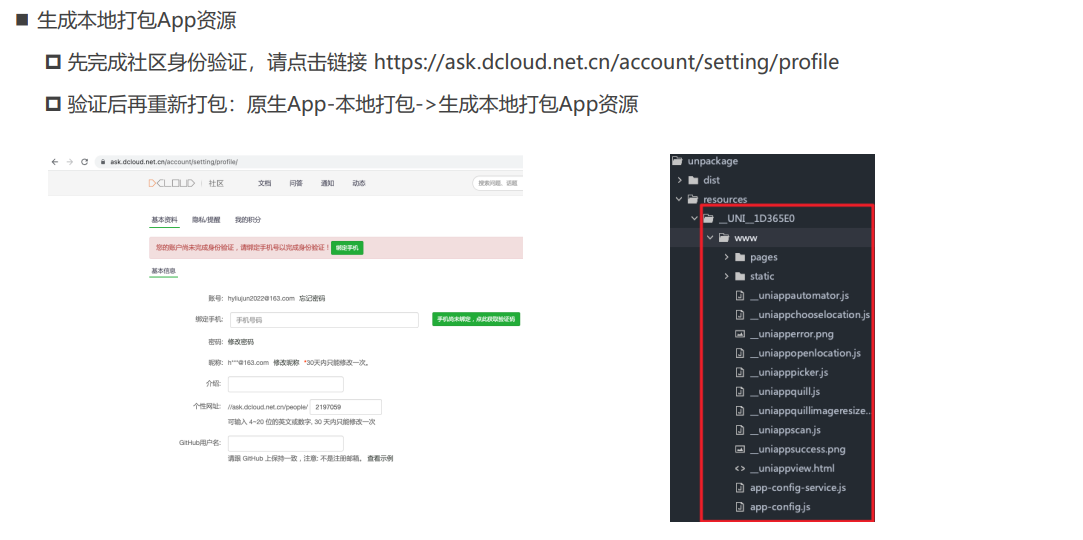 生成本地打包App资源
先完成社区身份验证，请点击链接 https://ask.dcloud.net.cn/account/setting/profile
验证后再重新打包：原生App-本地打包->生成本地打包App资源
ask.dcloud.net.cn/account/setting/profile/
DCLOUD | 社区 文档 问答 通知 动态 搜索问题、话题
基本资料 隐私/提醒 我的积分
您的账户尚未完成身份验证，请绑定手机号以完成身份验证！ 绑定手机
基本信息
账号: hyliujun2022@163.com 忘记密码
绑定手机: 手机号码 手机尚未绑定，点此获取验证码
密码: 修改密码
昵称: h***@163.com 修改昵称 *30天内只能修改一次。
介绍:
个性网址: //ask.dcloud.net.cn/people/ 2197059
可输入 4~20 位的英文或数字, 30 天内只能修改一次
GitHub用户名:
请跟 GitHub 上保持一致，注意: 不是注册邮箱。 查看示例
unpackage
dist
resources
__UNI__1D365E0
www
pages
static
__uniappautomator.js
__uniappchooselocation.js
__uniapperror.png
__uniappopenlocation.js
__uniapppicker.js
__uniappquill.js
__uniappquillimageresize..
__uniappscan.js
__uniappsuccess.png
__uniappview.html
app-config-service.js
app-config.js